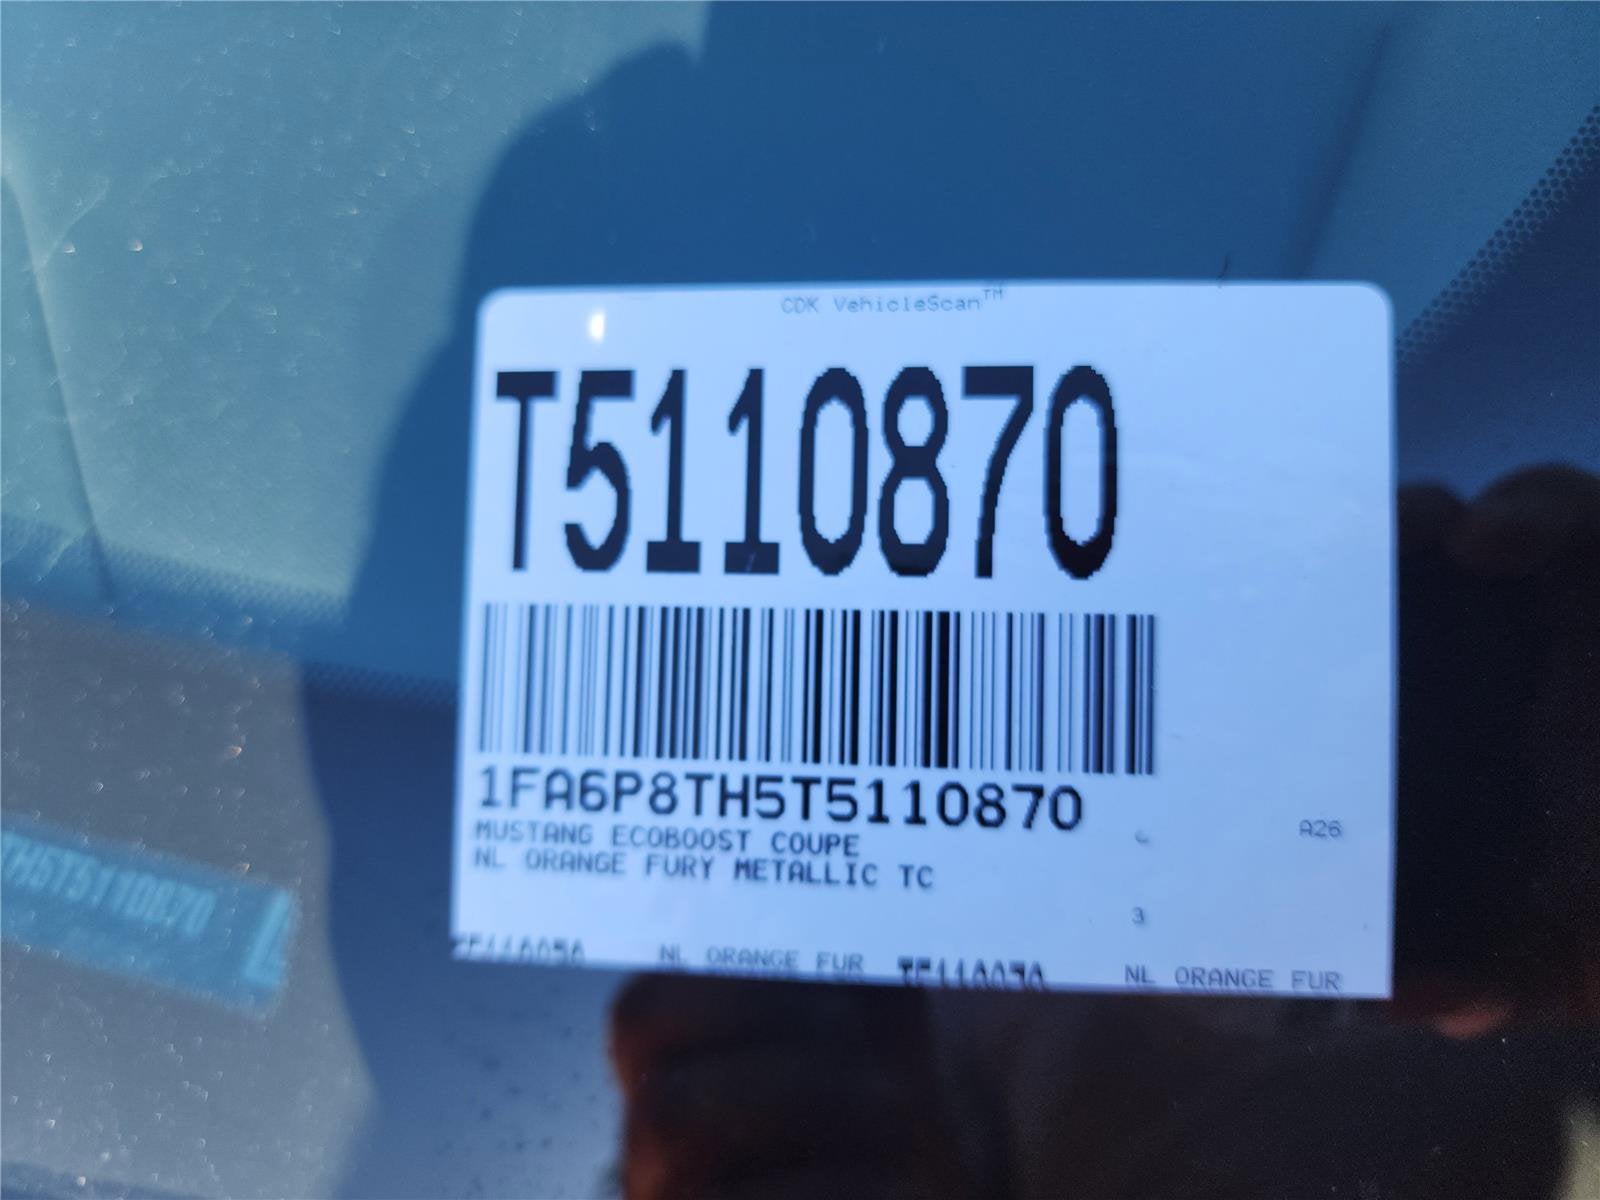 CDK VehicleScan™
T5110870
1FA6P8TH5T5110870
MUSTANG ECOBOOST COUPE
NL ORANGE FURY METALLIC TC
A26
3
NL ORANGE FUR
NL ORANGE FUR
TH5T5110870